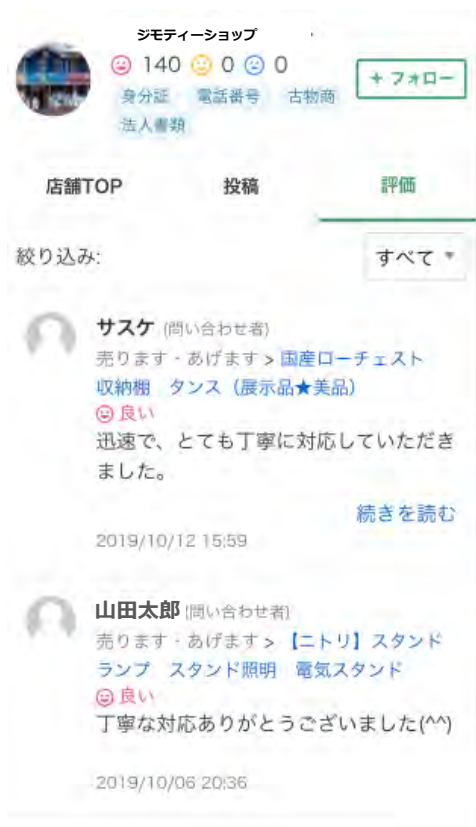 ジモティーショップ
140 0 0
+ フォロー
身分証 電話番号 古物商
法人書類
店舗TOP 投稿 評価
絞り込み: すべて
サスケ (問い合わせ者)
売ります・あげます > 国産ローチェスト
収納棚 タンス（展示品★美品）
良い
迅速で、とても丁寧に対応していただき
ました。
続きを読む
2019/10/12 15:59
山田太郎 (問い合わせ者)
売ります・あげます > 【ニトリ】スタンド
ランプ スタンド照明 電気スタンド
良い
丁寧な対応ありがとうございました(^^)
2019/10/06 20:36